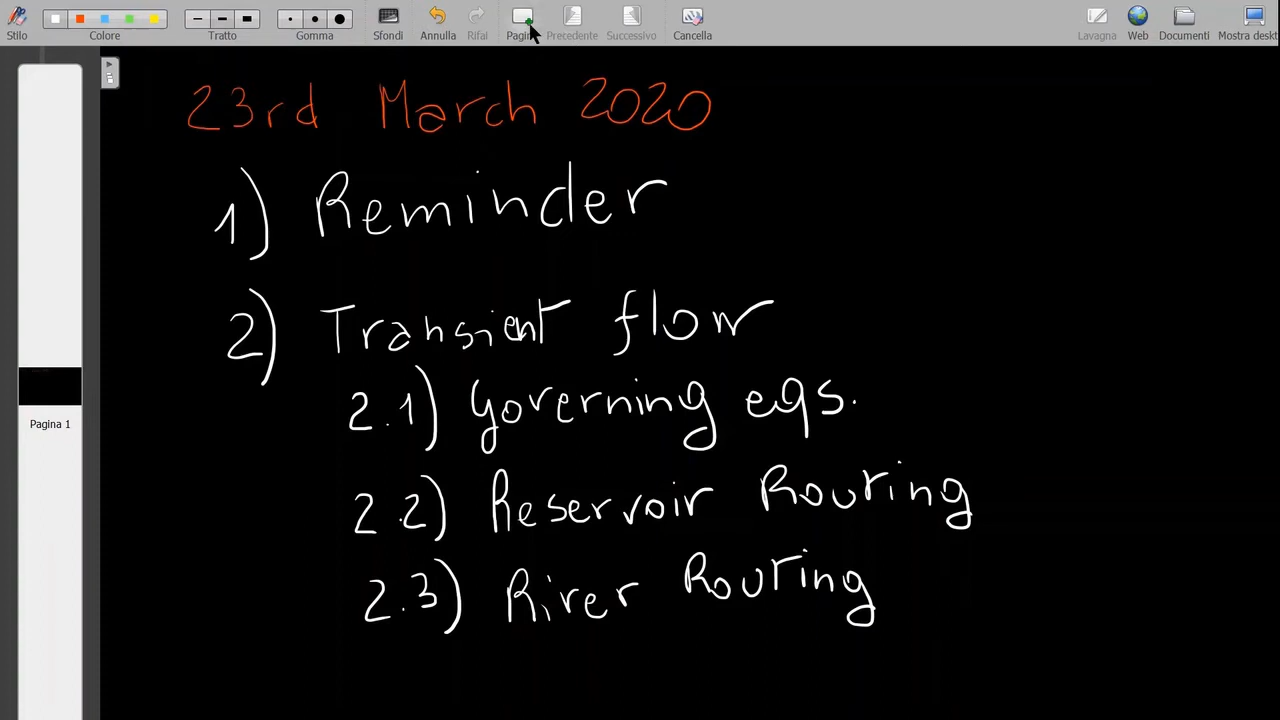 Stilo Colore Tratto Gomma Sfondi Annulla Rifai Precedente Successivo Cancella Lavagna Web Documenti Mostra deskt
23rd March 2020
1) Reminder
2) Transient flow
2.1) Governing eqs.
Pagina 1
2.2) Reservoir Routing
2.3) River Routing